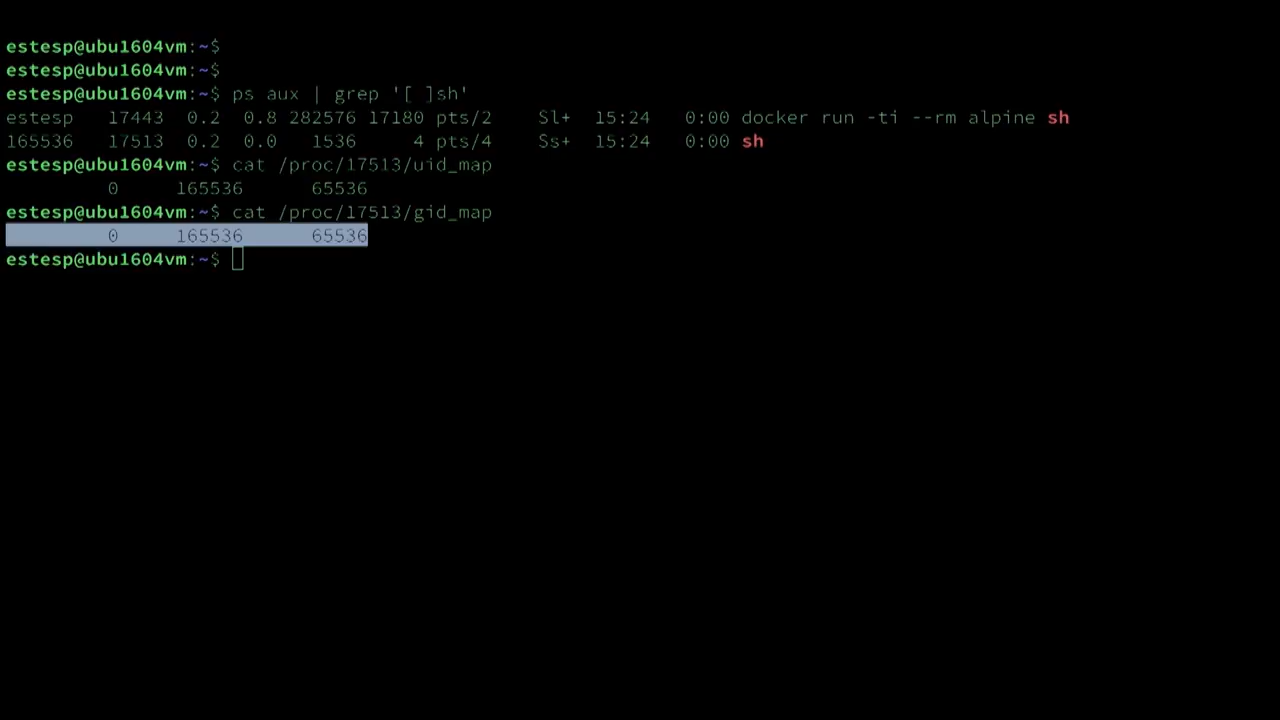 estesp@ubu1604vm:~$
estesp@ubu1604vm:~$
estesp@ubu1604vm:~$ ps aux | grep '[ ]sh'
estesp   17443  0.2  0.8 282576 17180 pts/2    Sl+  15:24   0:00 docker run -ti --rm alpine sh
165536   17513  0.2  0.0   1536     4 pts/4    Ss+  15:24   0:00 sh
estesp@ubu1604vm:~$ cat /proc/17513/uid_map
         0     165536      65536
estesp@ubu1604vm:~$ cat /proc/17513/gid_map
         0     165536      65536
estesp@ubu1604vm:~$